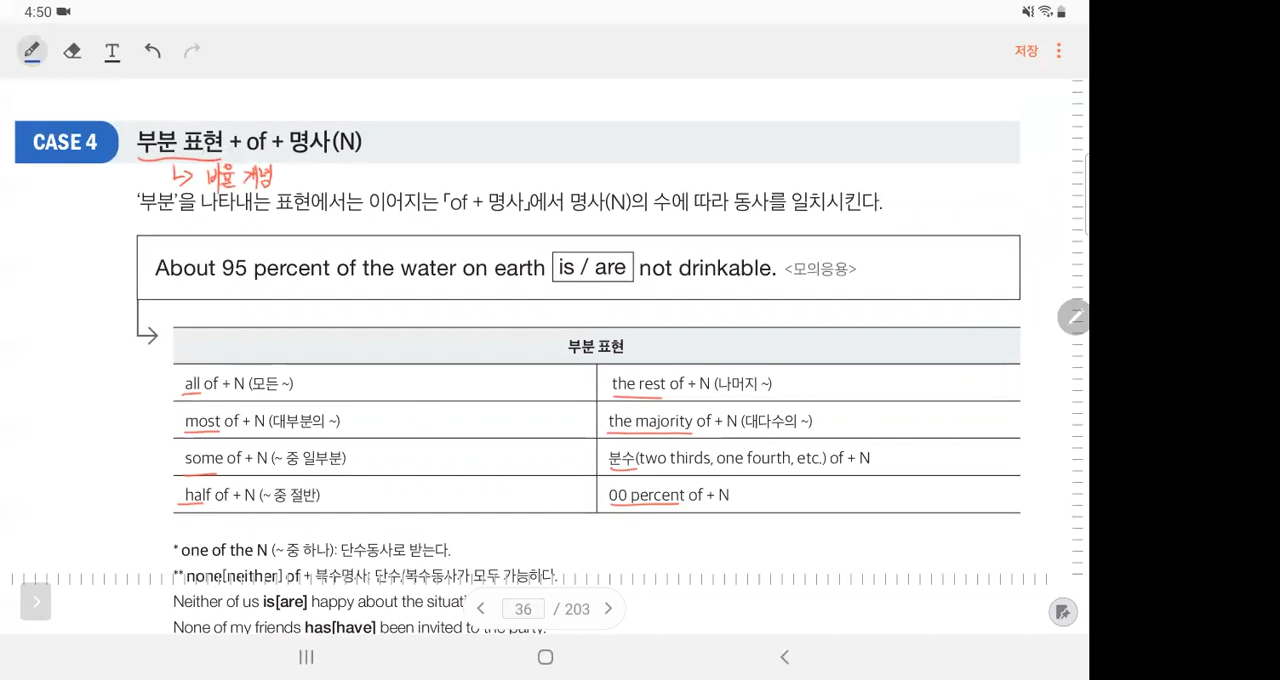 4:50
T
저장
CASE 4
부분 표현 + of + 명사(N)
↳ 비율 개념
‘부분’을 나타내는 표현에서는 이어지는 「of + 명사」에서 명사(N)의 수에 따라 동사를 일치시킨다.
About 95 percent of the water on earth is / are not drinkable. <모의응용>
부분 표현
all of + N (모든 ~)
the rest of + N (나머지 ~)
most of + N (대부분의 ~)
the majority of + N (대다수의 ~)
some of + N (~ 중 일부분)
분수(two thirds, one fourth, etc.) of + N
half of + N (~ 중 절반)
00 percent of + N
* one of the N (~ 중 하나): 단수동사로 받는다.
** none[neither] of + 복수명사: 단수/복수동사가 모두 가능하다.
Neither of us is[are] happy about the situati
None of my friends has[have] been invited to the party.
36 / 203